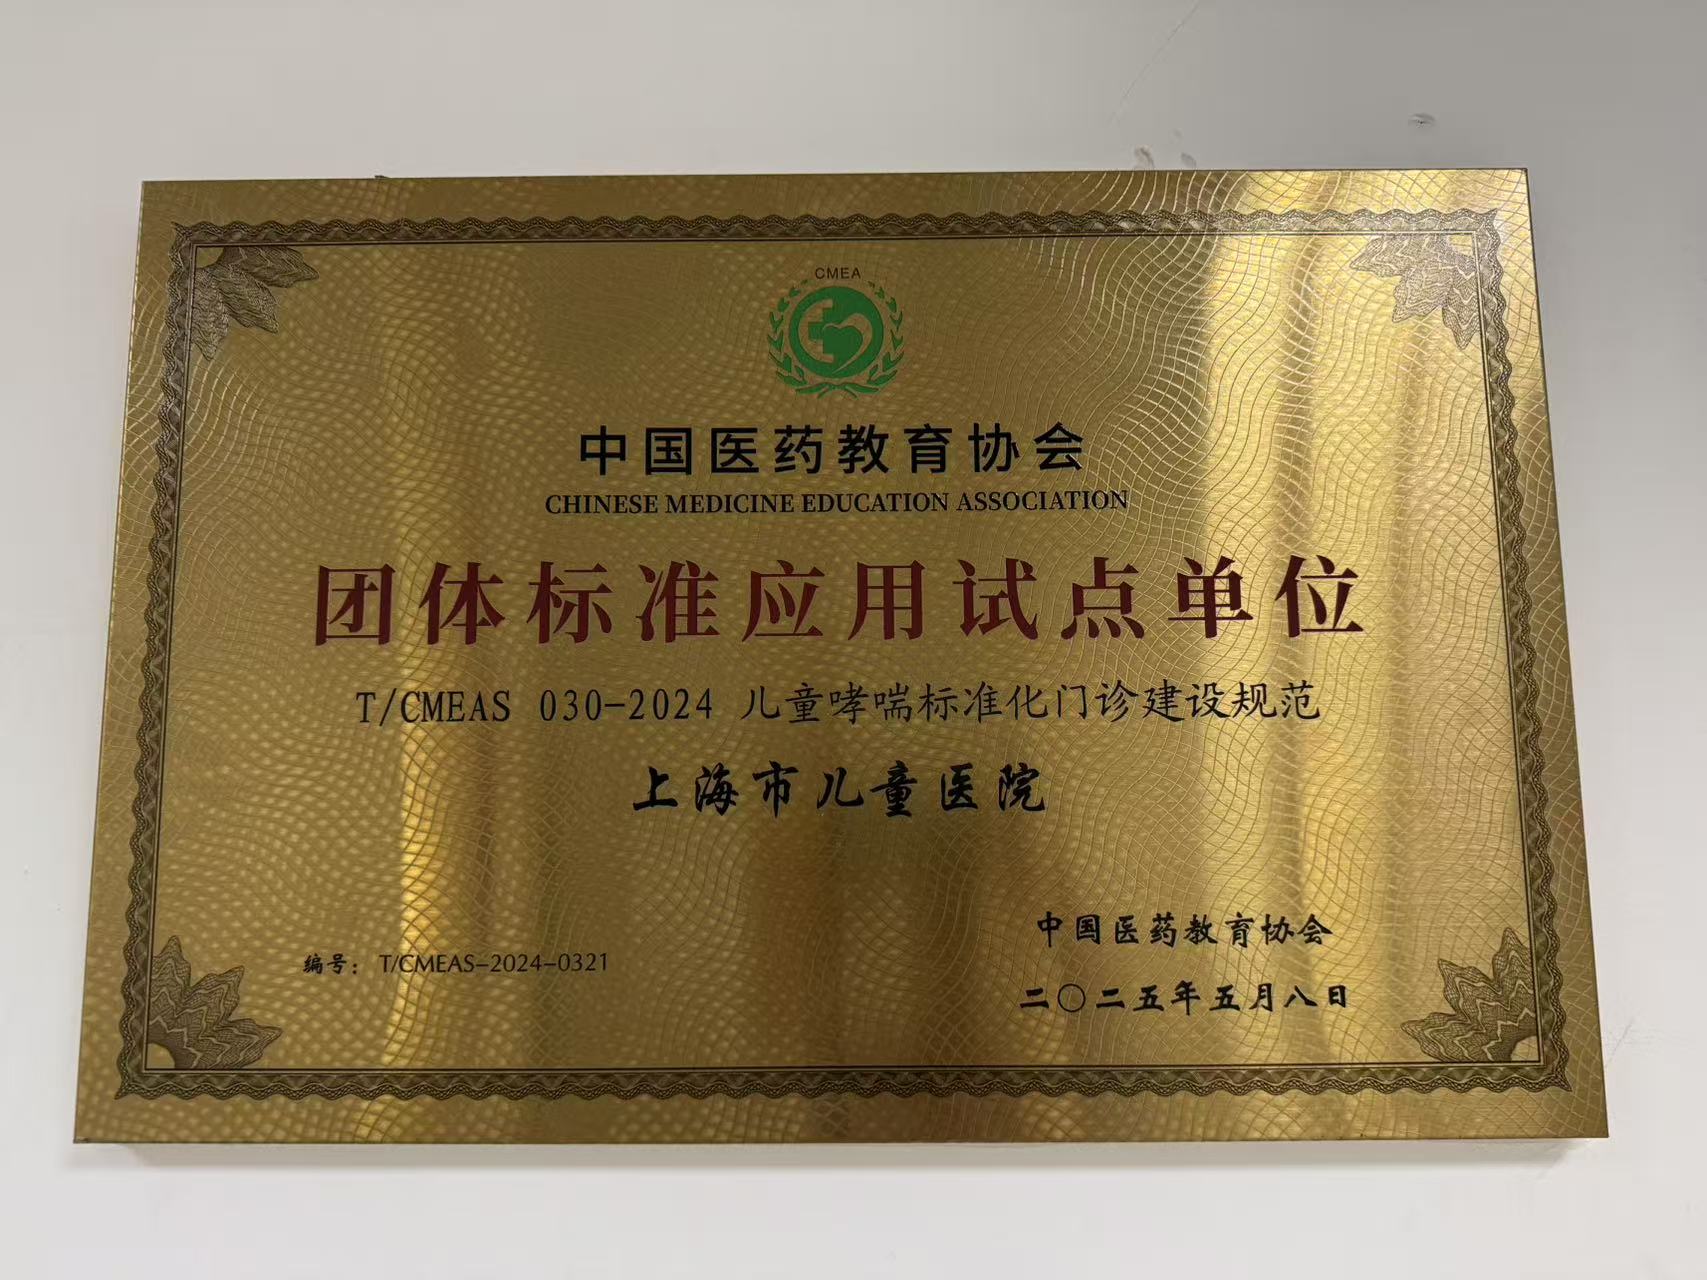 CMEA
中国医药教育协会
CHINESE MEDICINE EDUCATION ASSOCIATION
团体标准应用试点单位
T/CMEAS 030-2024 儿童哮喘标准化门诊建设规范
上海市儿童医院
编号：T/CMEAS-2024-0321
中国医药教育协会
二〇二五年五月八日